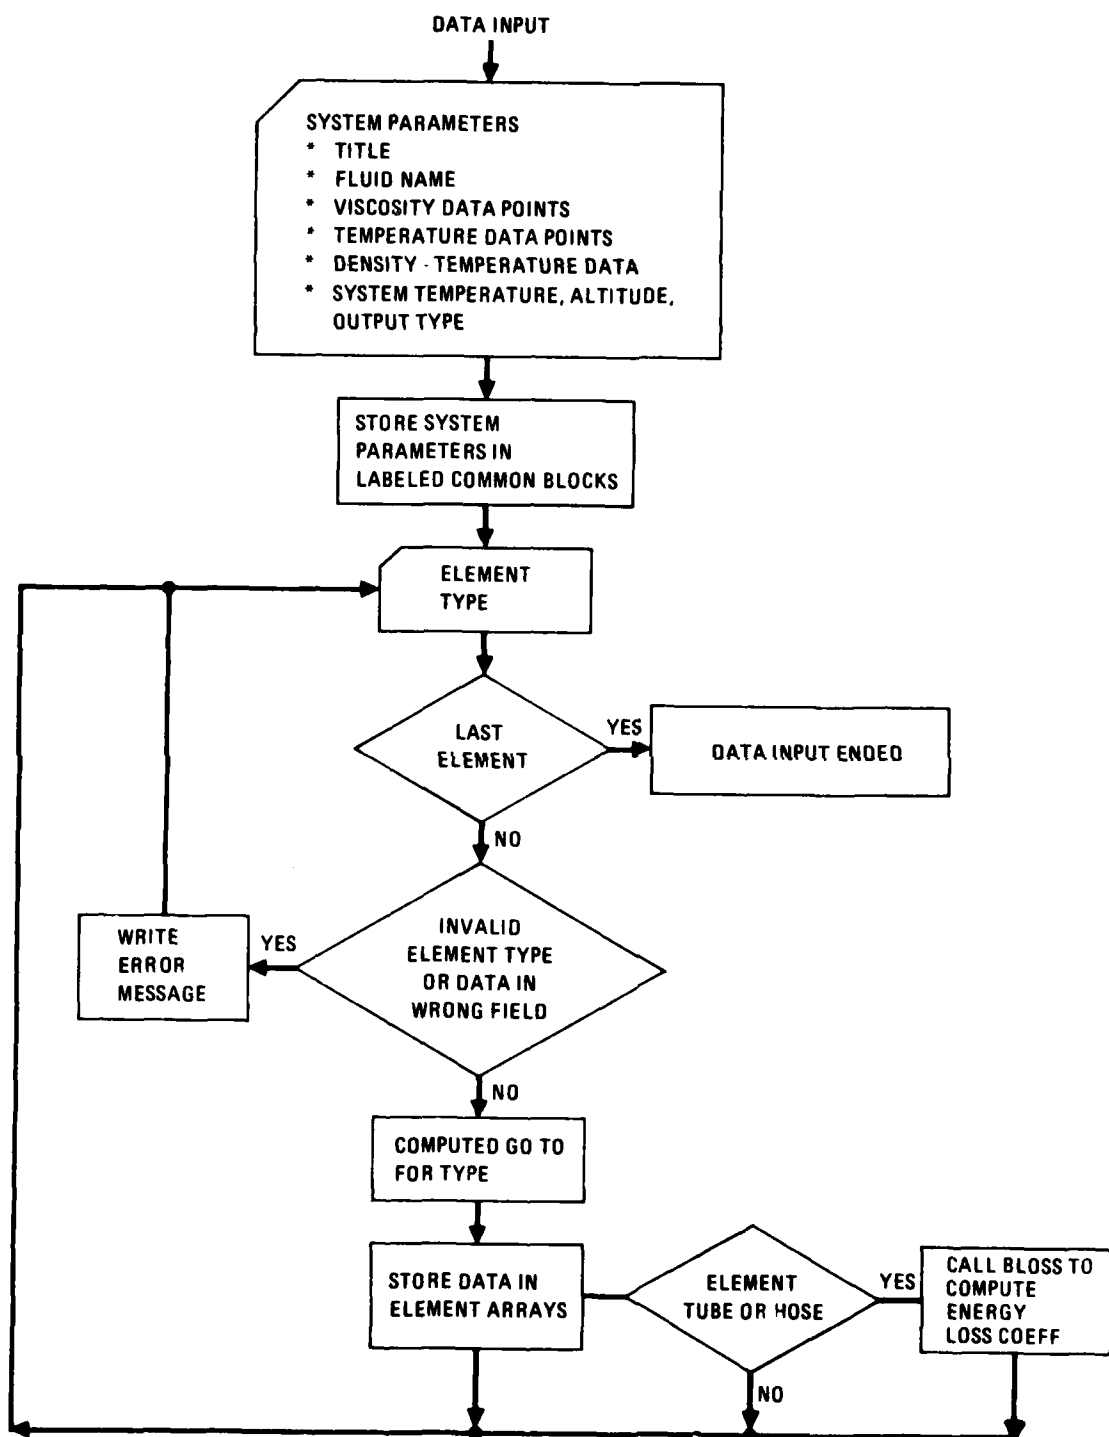 DATA INPUT
SYSTEM PARAMETERS
* TITLE
* FLUID NAME
* VISCOSITY DATA POINTS
* TEMPERATURE DATA POINTS
* DENSITY - TEMPERATURE DATA
* SYSTEM TEMPERATURE, ALTITUDE,
OUTPUT TYPE
STORE SYSTEM
PARAMETERS IN
LABELED COMMON BLOCKS
ELEMENT
TYPE
LAST
ELEMENT
YES
DATA INPUT ENDED
NO
INVALID
ELEMENT TYPE
OR DATA IN
WRONG FIELD
YES
WRITE
ERROR
MESSAGE
NO
COMPUTED GO TO
FOR TYPE
STORE DATA IN
ELEMENT ARRAYS
ELEMENT
TUBE OR HOSE
YES
CALL BLOSS TO
COMPUTE
ENERGY
LOSS COEFF
NO